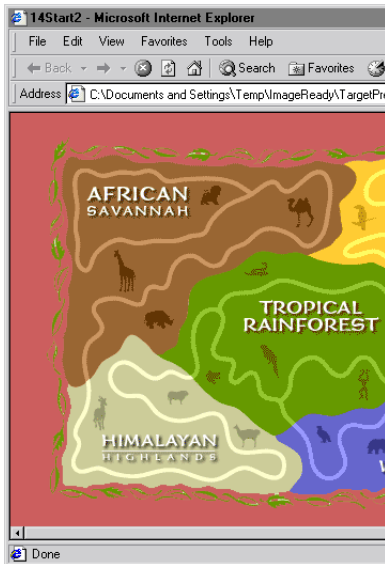 14Start2 - Microsoft Internet Explorer
File Edit View Favorites Tools Help
Back Search Favorites
Address C:\Documents and Settings\Temp\ImageReady\TargetPre
AFRICAN
SAVANNAH
TROPICAL
RAINFOREST
HIMALAYAN
HIGHLANDS
Done